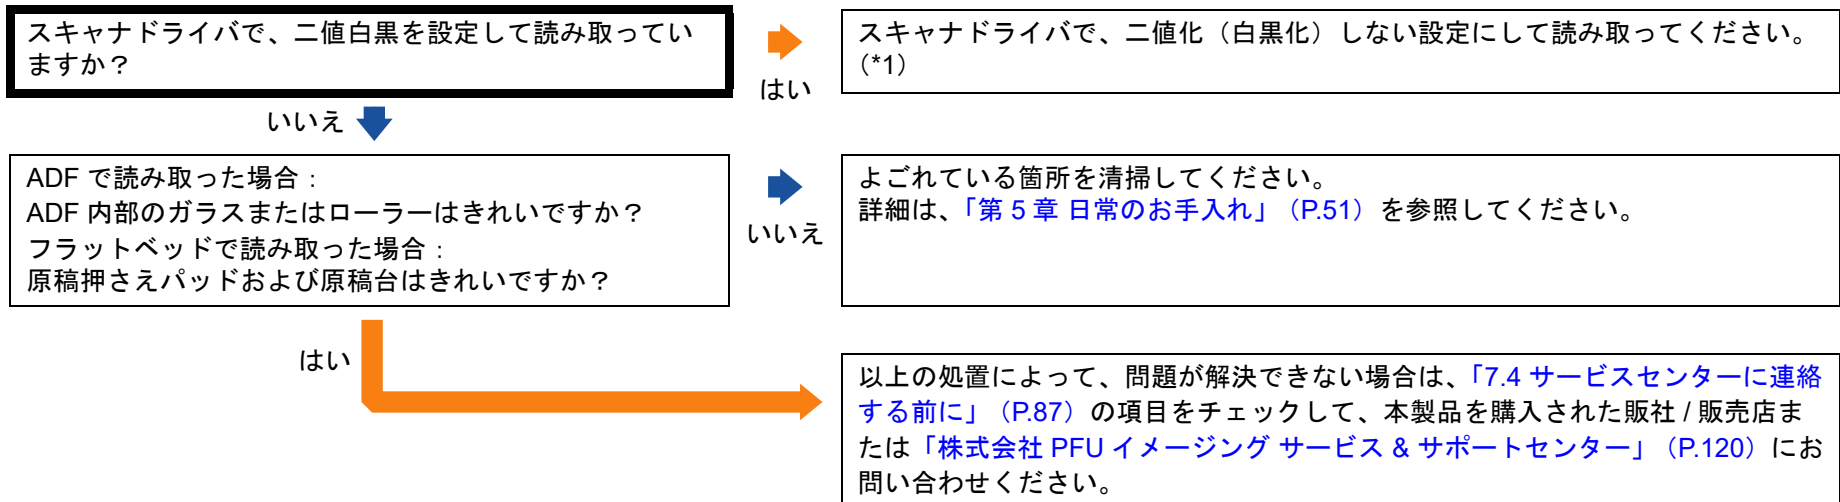 スキャナドライバで、二値白黒を設定して読み取ってい
ますか？
はい
スキャナドライバで、二値化（白黒化）しない設定にして読み取ってください。
（*1）
いいえ
ADF で読み取った場合：
ADF 内部のガラスまたはローラーはきれいですか？
フラットベッドで読み取った場合：
原稿押さえパッドおよび原稿台はきれいですか？
いいえ
よごれている箇所を清掃してください。
詳細は、「第 5 章 日常のお手入れ」（P.51）を参照してください。
はい
以上の処置によって、問題が解決できない場合は、「7.4 サービスセンターに連絡
する前に」（P.87）の項目をチェックして、本製品を購入された販社 / 販売店ま
たは「株式会社 PFU イメージング サービス & サポートセンター」（P.120）にお
問い合わせください。